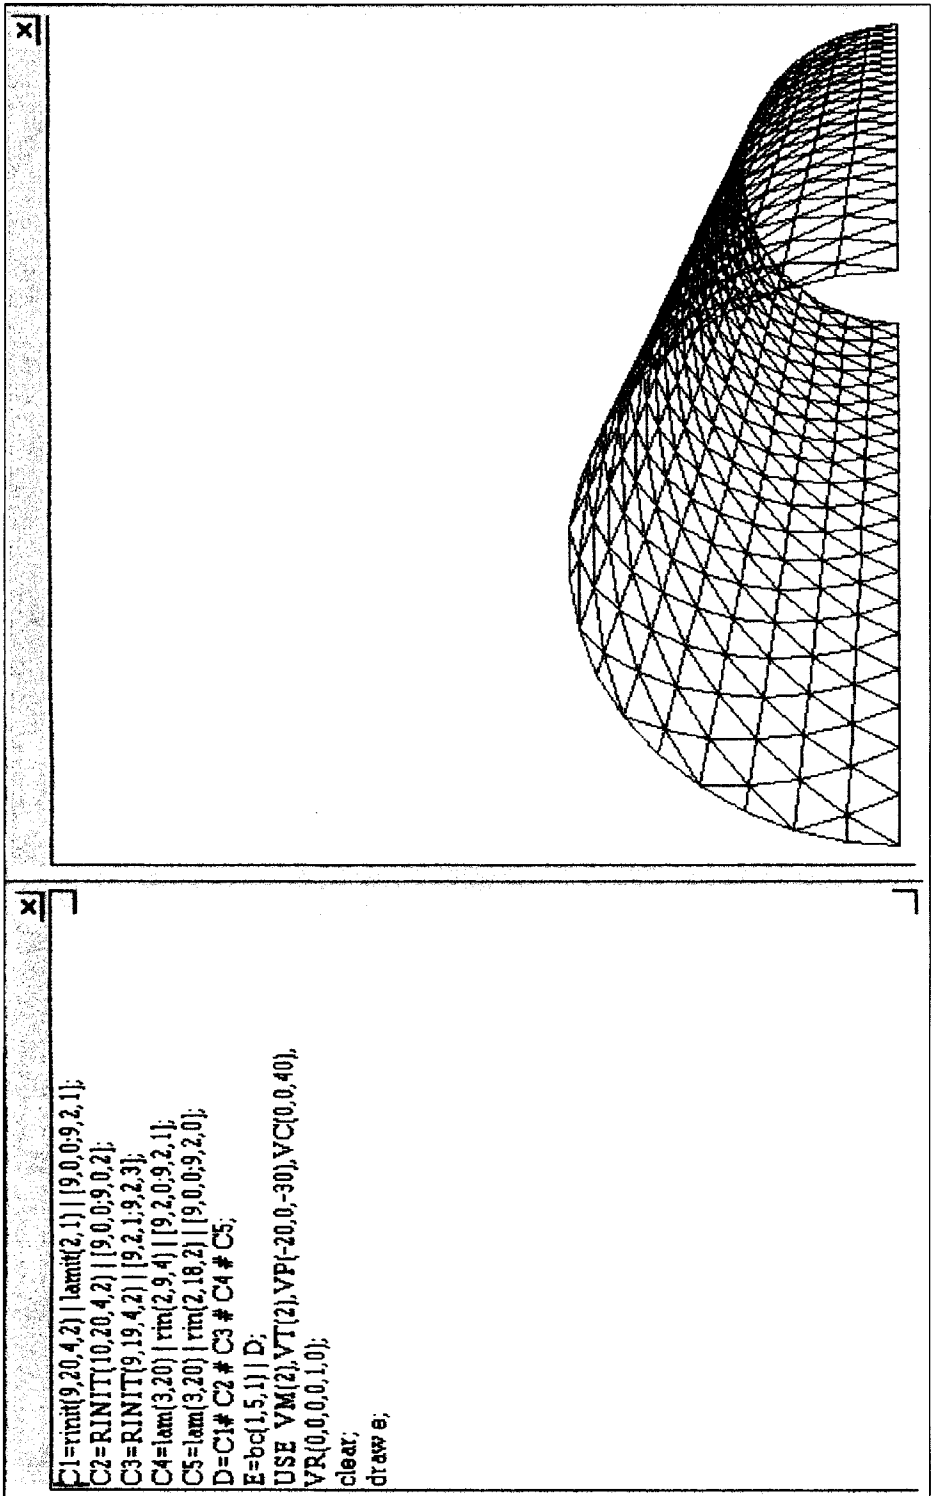 C1=rinit(9,20,4,2) | lamit(2,1) | [9,0,0;9,2,1];
C2=RINIT(10,20,4,2) | [9,0,0;9,0,2];
C3=RINIT(9,19,4,2) | [9,2,1;9,2,3];
C4=lam(3,20) | rin(2,9,4) | [9,2,0;9,2,1];
C5=lam(3,20) | rin(2,18,2) | [9,0,0;9,2,0];
D=C1# C2 # C3 # C4 # C5;
E=bc(1,5,1) | D;
USE VM(2),VT(2),VP(-20,0,-30),VC(0,0,40),
VR(0,0,0,0,1,0);
clear;
draw e;